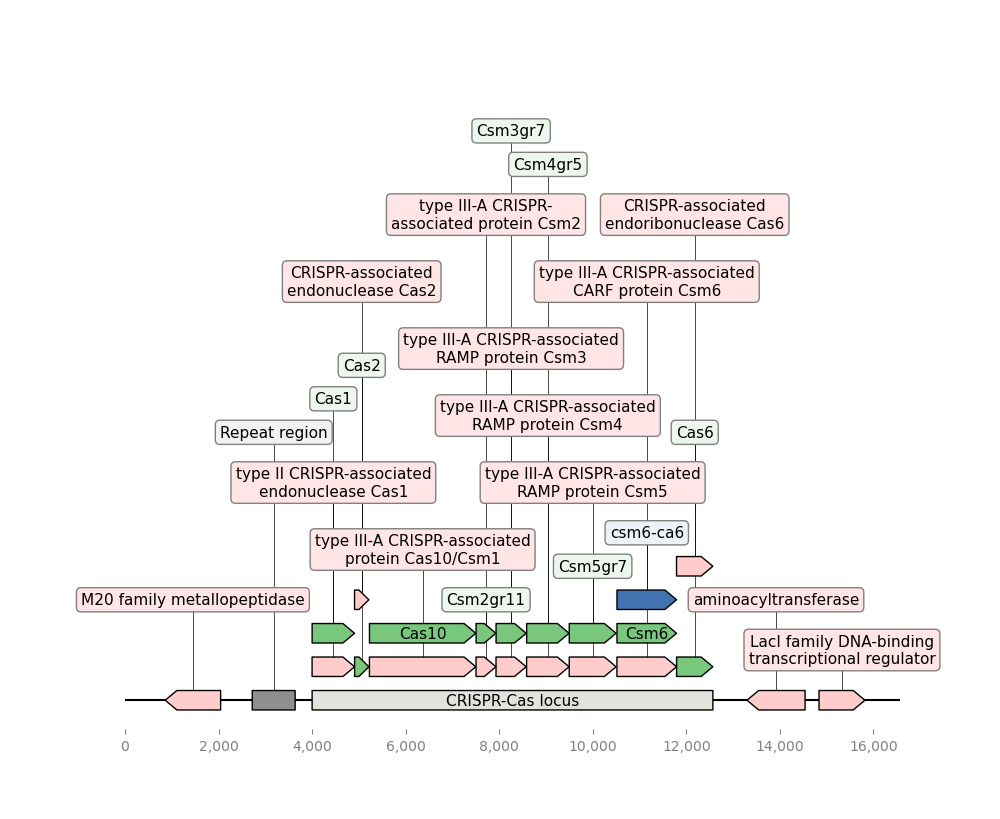 Csm3gr7
Csm4gr5
type III-A CRISPR-
associated protein Csm2
CRISPR-associated
endoribonuclease Cas6
CRISPR-associated
endonuclease Cas2
type III-A CRISPR-associated
CARF protein Csm6
type III-A CRISPR-associated
RAMP protein Csm3
Cas2
Cas1
type III-A CRISPR-associated
RAMP protein Csm4
Repeat region
Cas6
type II CRISPR-associated
endonuclease Cas1
type III-A CRISPR-associated
RAMP protein Csm5
type III-A CRISPR-associated
protein Cas10/Csm1
csm6-ca6
Csm5gr7
M20 family metallopeptidase
Csm2gr11
aminoacyltransferase
Cas10
Csm6
LacI family DNA-binding
transcriptional regulator
CRISPR-Cas locus
0
2,000
4,000
6,000
8,000
10,000
12,000
14,000
16,000